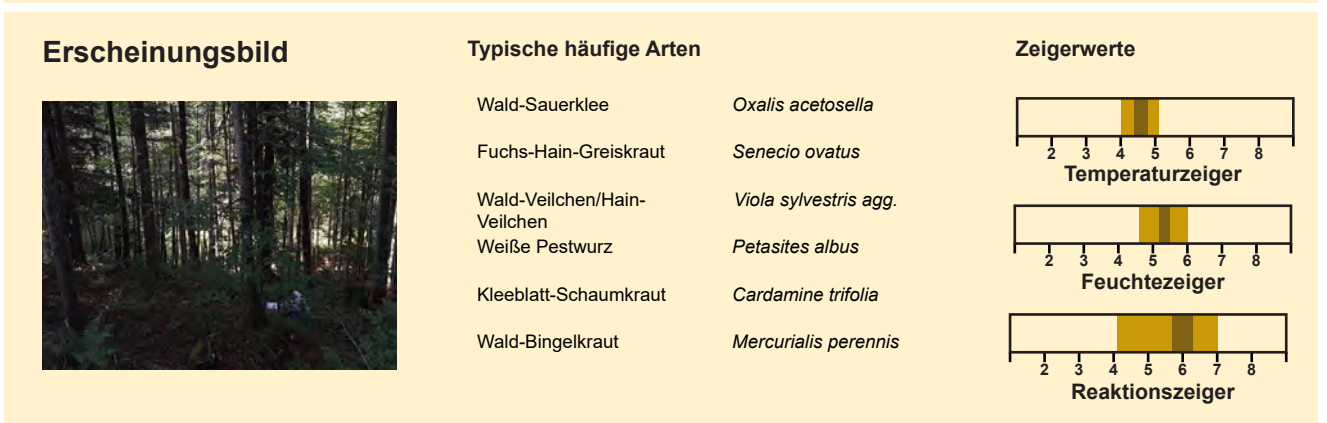 Erscheinungsbild
Typische häufige Arten
Wald-Sauerklee Oxalis acetosella
Fuchs-Hain-Greiskraut Senecio ovatus
Wald-Veilchen/Hain- Viola sylvestris agg.
Veilchen
Weiße Pestwurz Petasites albus
Kleeblatt-Schaumkraut Cardamine trifolia
Wald-Bingelkraut Mercurialis perennis
Zeigerwerte
2 3 4 5 6 7 8
Temperaturzeiger
2 3 4 5 6 7 8
Feuchtezeiger
2 3 4 5 6 7 8
Reaktionszeiger